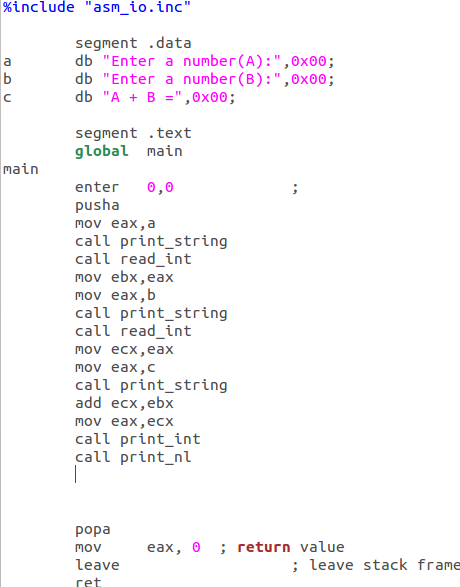 %include "asm_io.inc"
segment .data
a db "Enter a number(A):",0x00;
b db "Enter a number(B):",0x00;
c db "A + B =",0x00;
segment .text
global main
main
enter 0,0 ;
pusha
mov eax,a
call print_string
call read_int
mov ebx,eax
mov eax,b
call print_string
call read_int
mov ecx,eax
mov eax,c
call print_string
add ecx,ebx
mov eax,ecx
call print_int
call print_nl
popa
mov eax, 0 ; return value
leave ; leave stack frame
ret